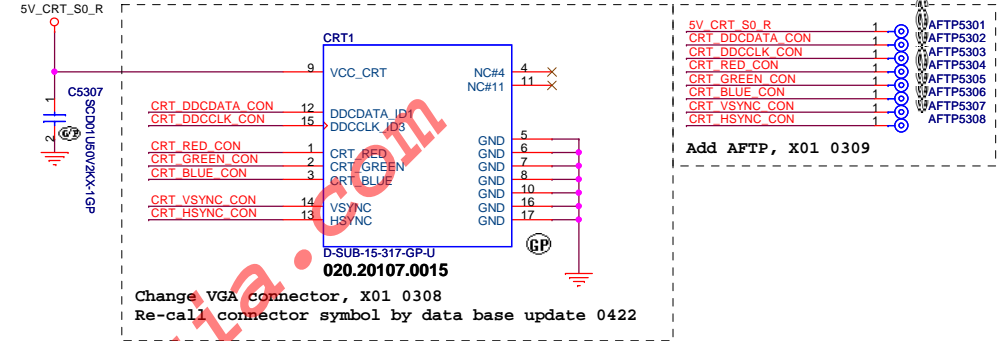 5V_CRT_S0_R
C5307
1
2
SCD01U50V2KX-1GP
CRT1
9 VCC_CRT
NC#4 4
NC#11 11
CRT_DDCDATA_CON 12 DDCDATA_ID1
CRT_DDCCLK_CON 15 DDCCLK_ID3
CRT_RED_CON 1 CRT_RED
CRT_GREEN_CON 2 CRT_GREEN
CRT_BLUE_CON 3 CRT_BLUE
CRT_VSYNC_CON 14 VSYNC
CRT_HSYNC_CON 13 HSYNC
GND 5
GND 6
GND 7
GND 8
GND 10
GND 16
GND 17
D-SUB-15-317-GP-U
020.20107.0015
GP
Change VGA connector, X01 0308
Re-call connector symbol by data base update 0422
5V_CRT_S0_R 1 AFTP5301
CRT_DDCDATA_CON 1 AFTP5302
CRT_DDCCLK_CON 1 AFTP5303
CRT_RED_CON 1 AFTP5304
CRT_GREEN_CON 1 AFTP5305
CRT_BLUE_CON 1 AFTP5306
CRT_VSYNC_CON 1 AFTP5307
CRT_HSYNC_CON 1 AFTP5308
Add AFTP, X01 0309
ia.com